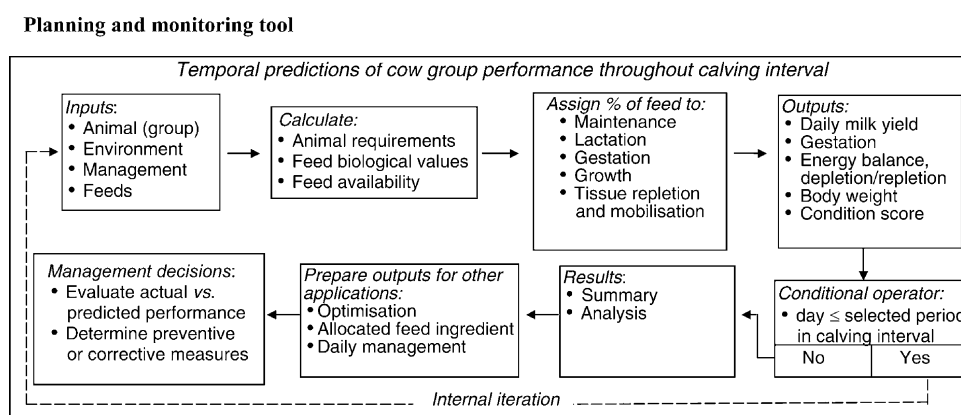 Planning and monitoring tool
Temporal predictions of cow group performance throughout calving interval
Inputs:
• Animal (group)
• Environment
• Management
• Feeds
Calculate:
• Animal requirements
• Feed biological values
• Feed availability
Assign % of feed to:
• Maintenance
• Lactation
• Gestation
• Growth
• Tissue repletion
and mobilisation
Outputs:
• Daily milk yield
• Gestation
• Energy balance,
depletion/repletion
• Body weight
• Condition score
Conditional operator:
• day ≤ selected period
in calving interval
No
Yes
Results:
• Summary
• Analysis
Prepare outputs for other
applications:
• Optimisation
• Allocated feed ingredient
• Daily management
Management decisions:
• Evaluate actual vs.
predicted performance
• Determine preventive
or corrective measures
Internal iteration